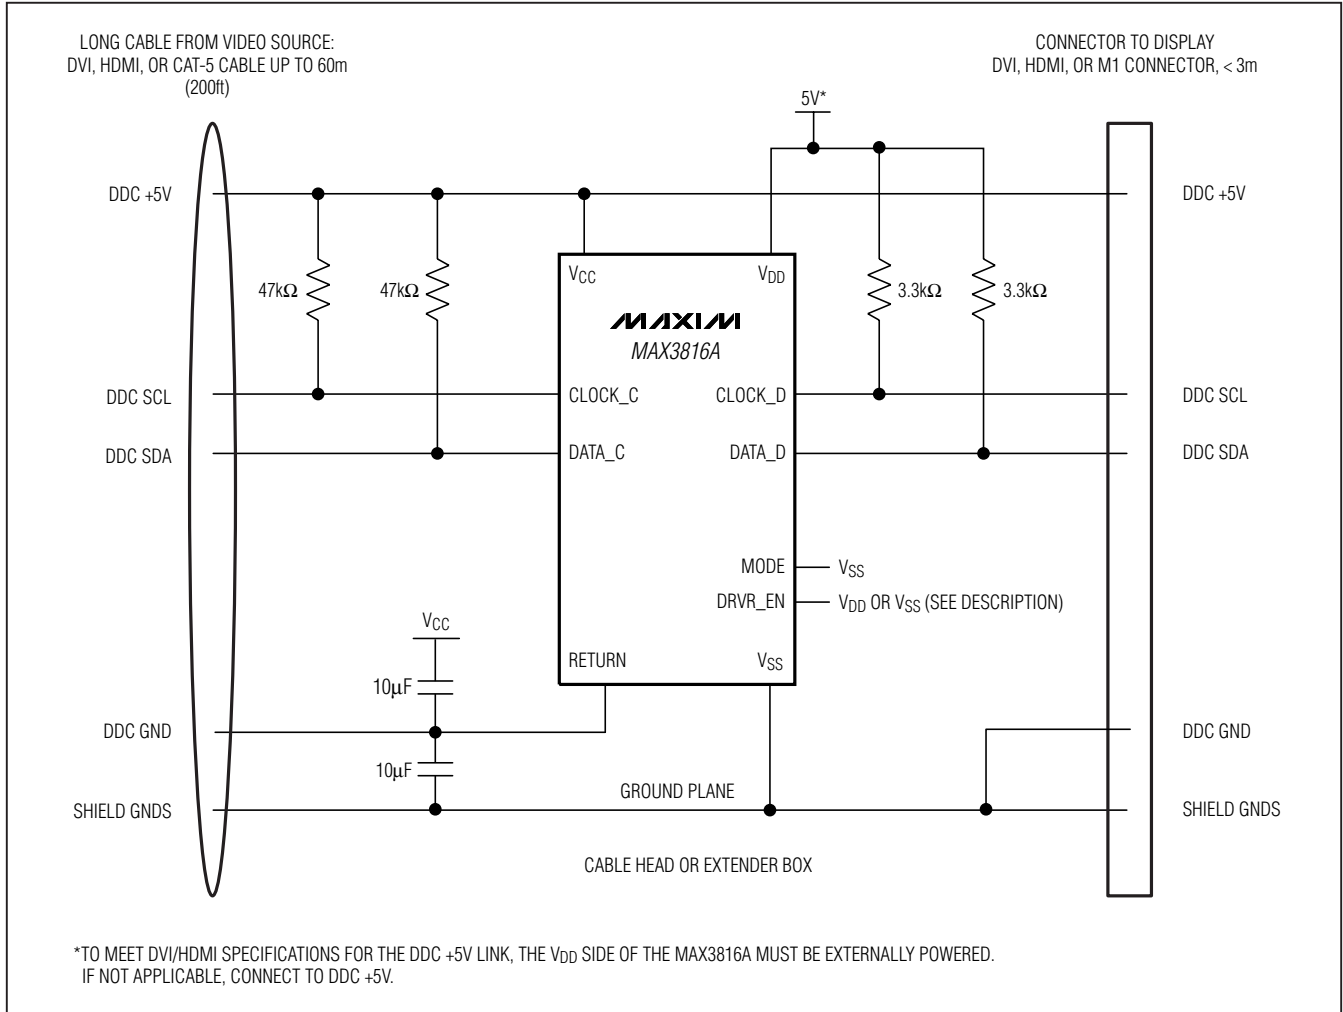 LONG CABLE FROM VIDEO SOURCE:
DVI, HDMI, OR CAT-5 CABLE UP TO 60m
(200ft)
CONNECTOR TO DISPLAY
DVI, HDMI, OR M1 CONNECTOR, < 3m
5V*
DDC +5V
DDC +5V
VCC
VDD
47kΩ
47kΩ
3.3kΩ
3.3kΩ
MAXIM
MAX3816A
DDC SCL
CLOCK_C
CLOCK_D
DDC SCL
DDC SDA
DATA_C
DATA_D
DDC SDA
MODE
VSS
DRVR_EN
VDD OR VSS (SEE DESCRIPTION)
VCC
RETURN
VSS
10μF
DDC GND
DDC GND
10μF
GROUND PLANE
SHIELD GNDS
SHIELD GNDS
CABLE HEAD OR EXTENDER BOX
*TO MEET DVI/HDMI SPECIFICATIONS FOR THE DDC +5V LINK, THE VDD SIDE OF THE MAX3816A MUST BE EXTERNALLY POWERED.
IF NOT APPLICABLE, CONNECT TO DDC +5V.